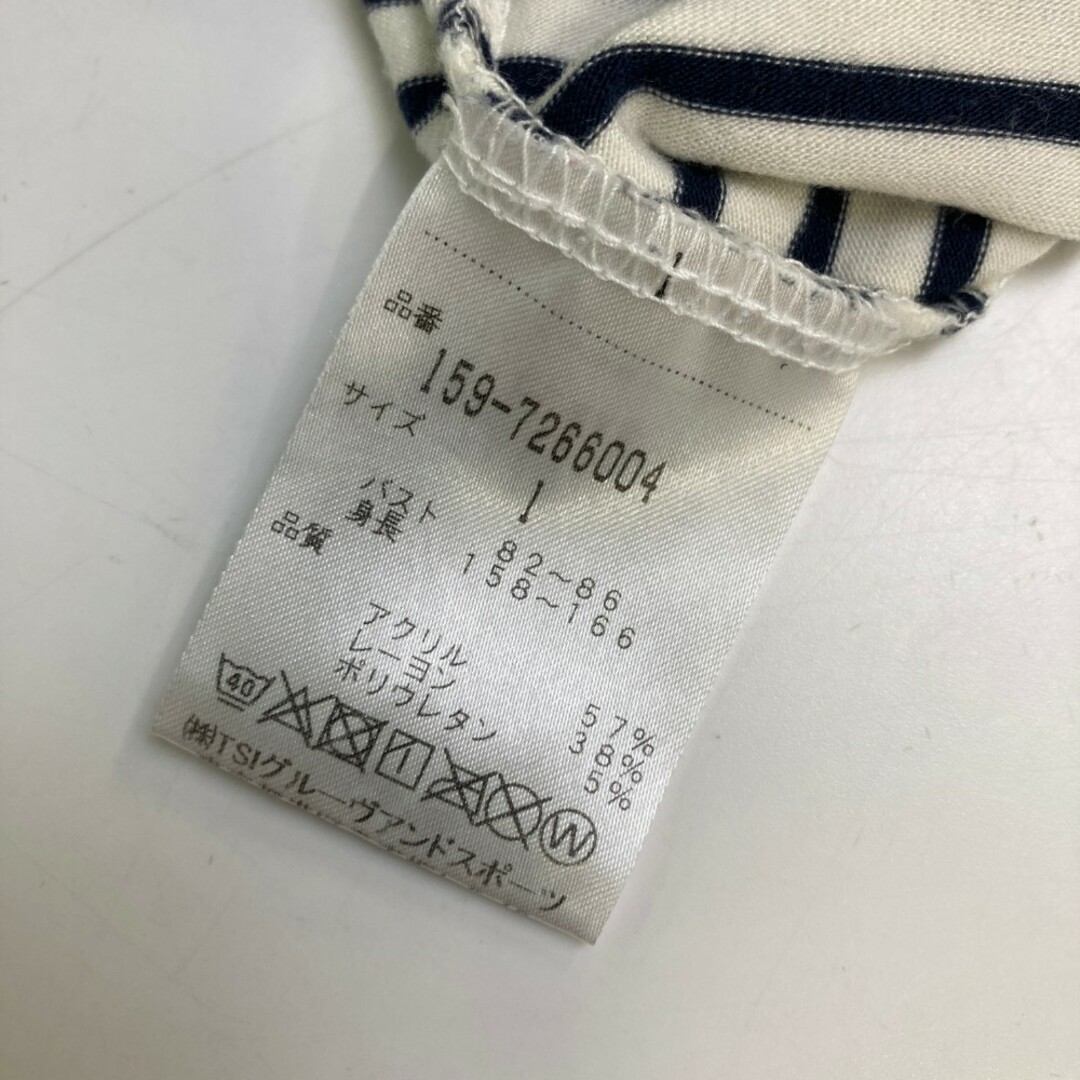 1
品番
159-7266004
サイズ 1
バスト 82~86
身長 158~166
品質
アクリル 57%
レーヨン 38%
ポリウレタン 5%
40 W
㈱TSIグルーヴアンドスポーツ